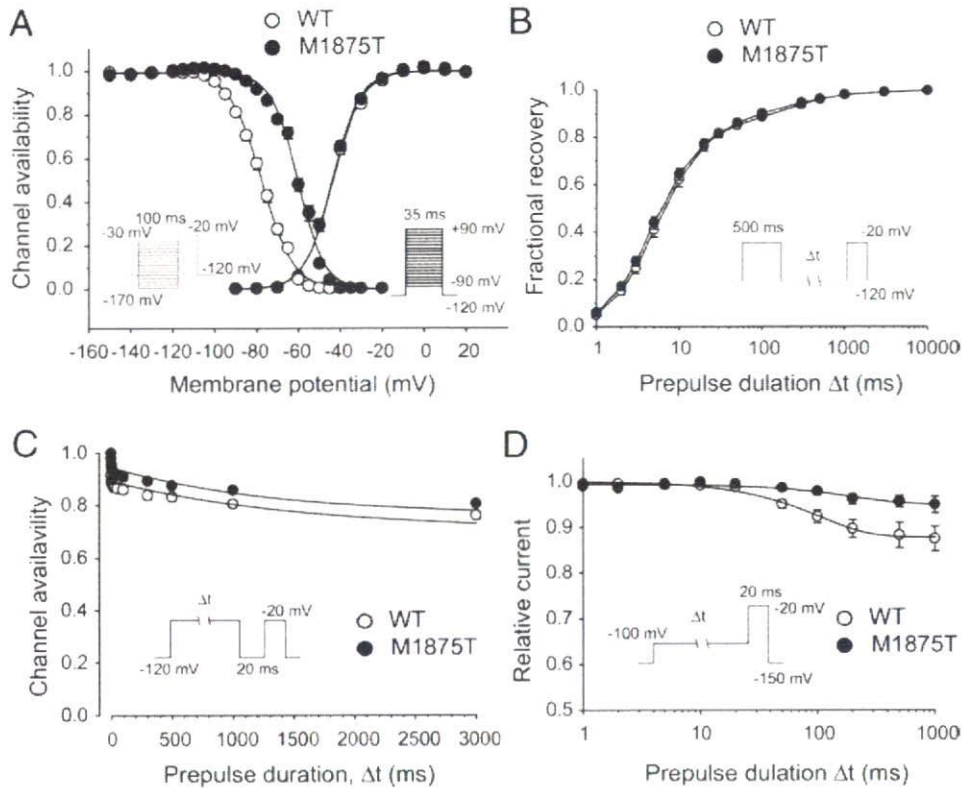 A
WT
M1875T
Channel availability
1.0
0.8
0.6
0.4
0.2
0.0
-30 mV
100 ms
-20 mV
-120 mV
-170 mV
35 ms
+90 mV
-90 mV
-120 mV
-160 -140 -120 -100 -80 -60 -40 -20 0 20
Membrane potential (mV)
B
WT
M1875T
Fractional recovery
1.0
0.8
0.6
0.4
0.2
0.0
500 ms
Δt
-20 mV
-120 mV
1 10 100 1000 10000
Prepulse dulation Δt (ms)
C
Channel availavility
1.0
0.8
0.6
0.4
0.2
0.0
Δt
-20 mV
-120 mV
20 ms
WT
M1875T
0 500 1000 1500 2000 2500 3000
Prepulse duration, Δt (ms)
D
Relative current
1.0
0.9
0.8
0.7
0.6
0.5
20 ms
Δt
-20 mV
-100 mV
-150 mV
WT
M1875T
1 10 100 1000
Prepulse dulation Δt (ms)